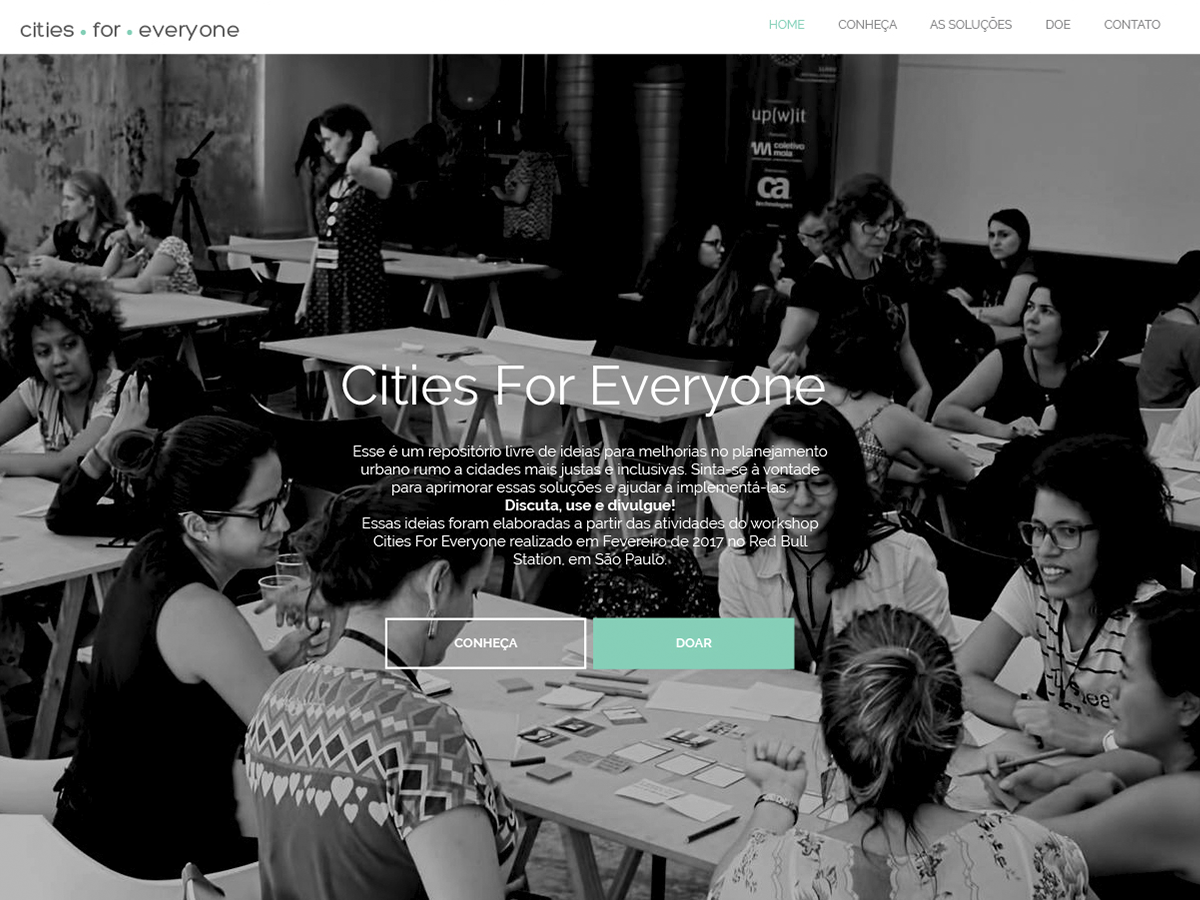 cities • for • everyone
HOME
CONHEÇA
AS SOLUÇÕES
DOE
CONTATO
up[w]it
coletivo
mola
ca
technologies
Cities For Everyone
Esse é um repositório livre de ideias para melhorias no planejamento
urbano rumo a cidades mais justas e inclusivas. Sinta-se à vontade
para aprimorar essas soluções e ajudar a implementá-las.
Discuta, use e divulgue!
Essas ideias foram elaboradas a partir das atividades do workshop
Cities For Everyone realizado em Fevereiro de 2017 no Red Bull
Station, em São Paulo.
CONHEÇA
DOAR